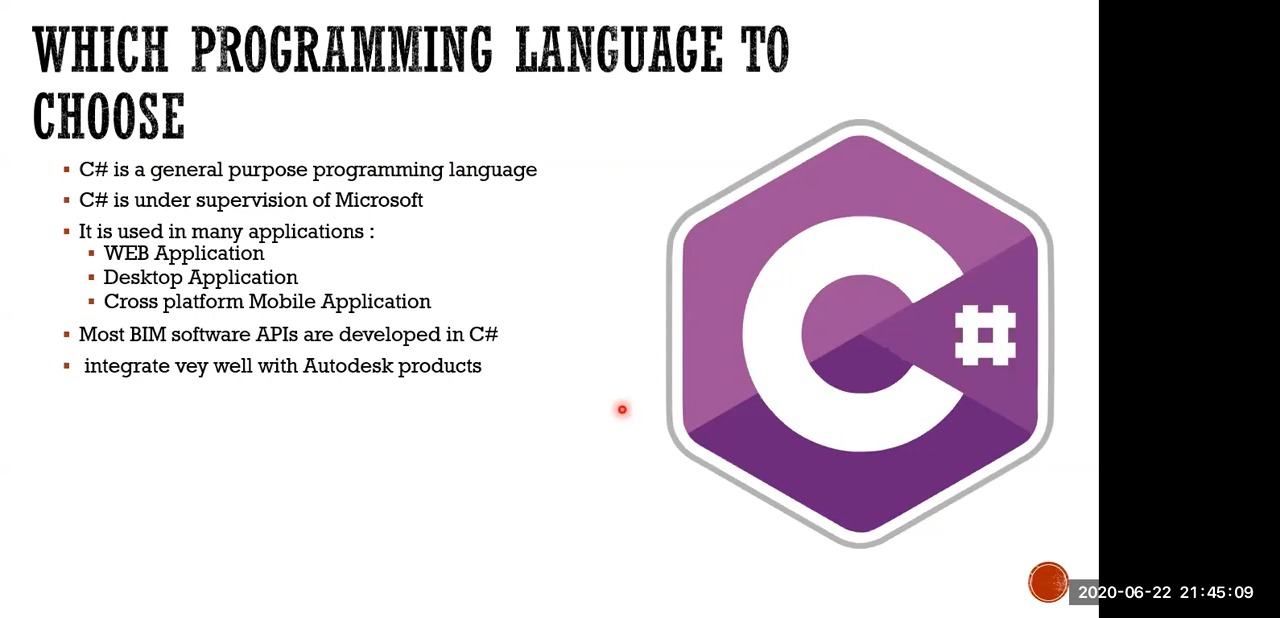 WHICH PROGRAMMING LANGUAGE TO
CHOOSE
C# is a general purpose programming language
C# is under supervision of Microsoft
It is used in many applications :
WEB Application
Desktop Application
Cross platform Mobile Application
Most BIM software APIs are developed in C#
integrate vey well with Autodesk products
C#
2020-06-22 21:45:09